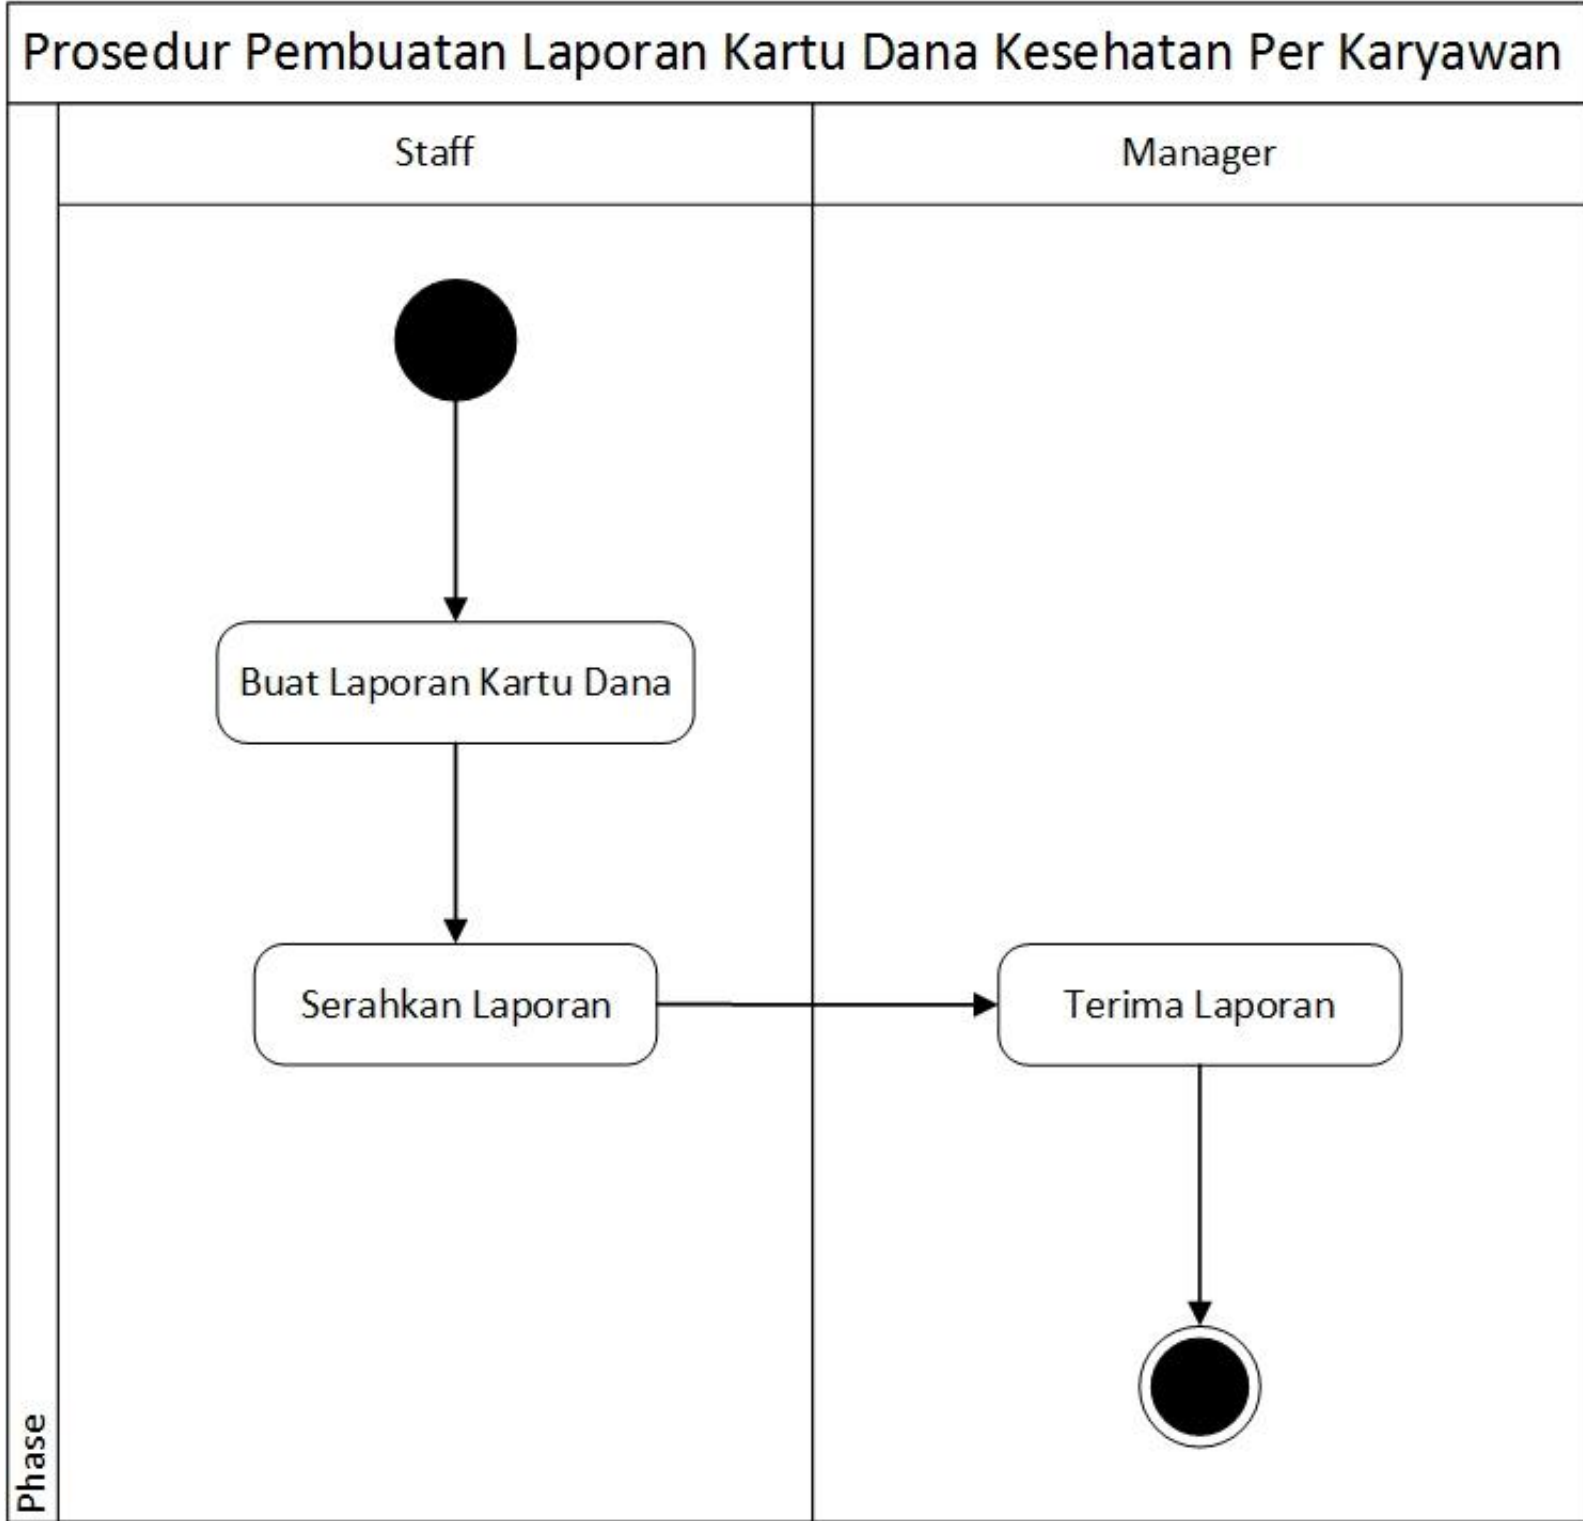 Prosedur Pembuatan Laporan Kartu Dana Kesehatan Per Karyawan
Staff
Manager
Buat Laporan Kartu Dana
Serahkan Laporan
Terima Laporan
Phase